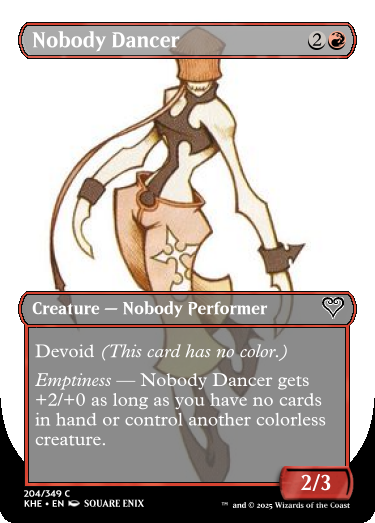 Nobody Dancer 2
Creature — Nobody Performer
Devoid (This card has no color.)
Emptiness — Nobody Dancer gets
+2/+0 as long as you have no cards
in hand or control another colorless
creature.
2/3
204/349 C
KHE • EN SQUARE ENIX
™ and © 2025 Wizards of the Coast